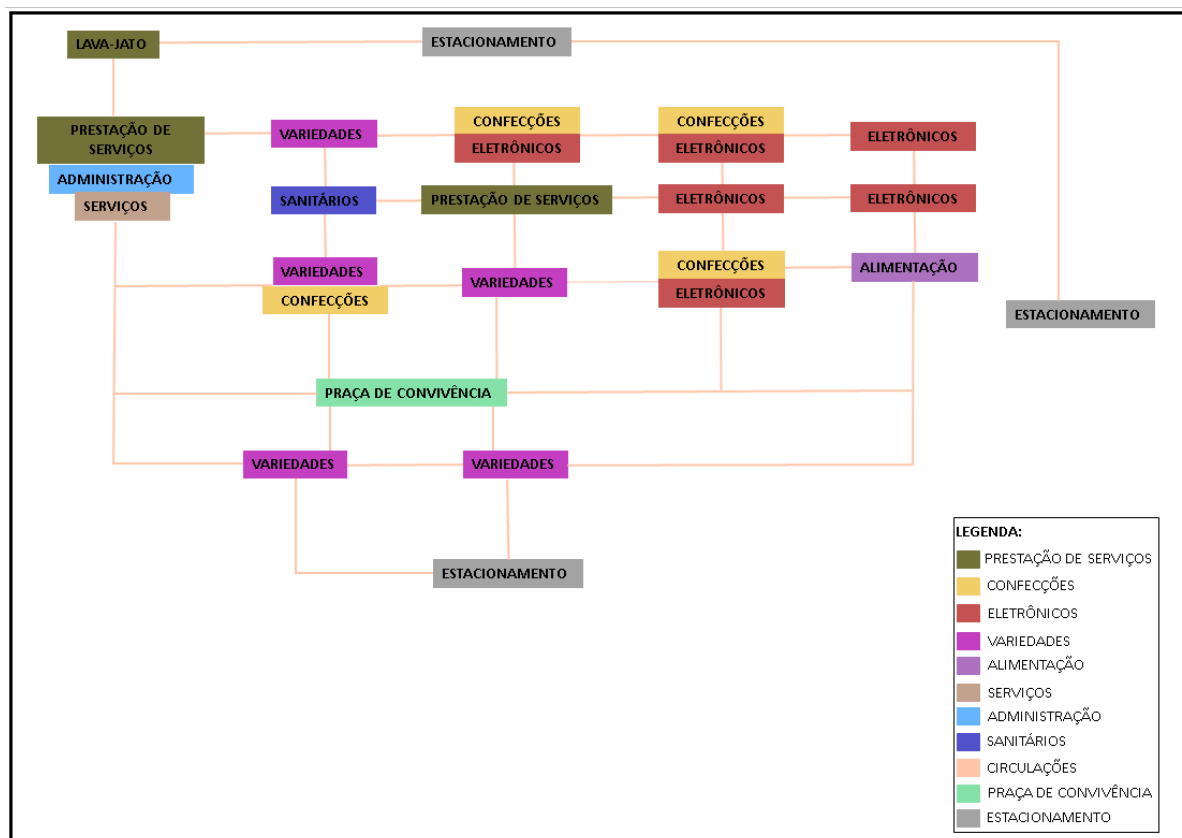 LAVA-JATO
ESTACIONAMENTO
PRESTAÇÃO DE
SERVIÇOS
ADMINISTRAÇÃO
SERVIÇOS
VARIEDADES
CONFECÇÕES
ELETRÔNICOS
CONFECÇÕES
ELETRÔNICOS
ELETRÔNICOS
SANITÁRIOS
PRESTAÇÃO DE SERVIÇOS
ELETRÔNICOS
ELETRÔNICOS
VARIEDADES
CONFECÇÕES
VARIEDADES
CONFECÇÕES
ELETRÔNICOS
ALIMENTAÇÃO
ESTACIONAMENTO
PRAÇA DE CONVIVÊNCIA
VARIEDADES
VARIEDADES
ESTACIONAMENTO
LEGENDA:
PRESTAÇÃO DE SERVIÇOS
CONFECÇÕES
ELETRÔNICOS
VARIEDADES
ALIMENTAÇÃO
SERVIÇOS
ADMINISTRAÇÃO
SANITÁRIOS
CIRCULAÇÕES
PRAÇA DE CONVIVÊNCIA
ESTACIONAMENTO